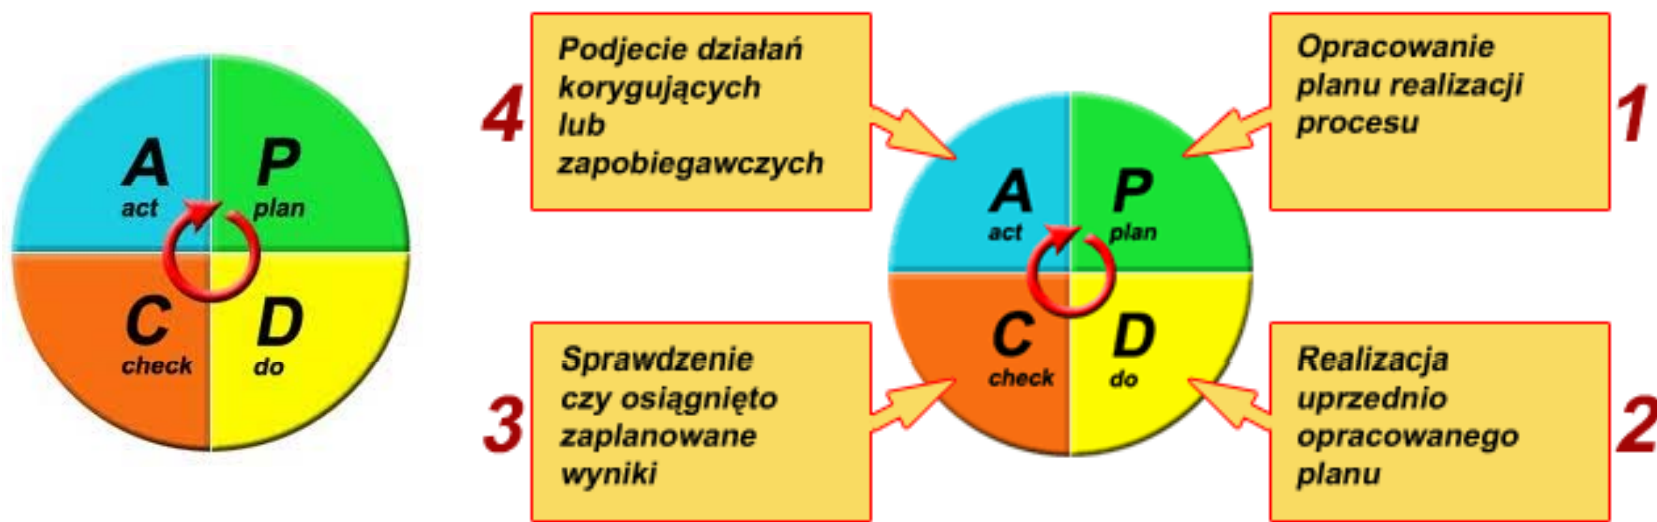 A
act
P
plan
C
check
D
do
4
Podjecie działań
korygujących
lub
zapobiegawczych
A
act
P
plan
C
check
D
do
Opracowanie
planu realizacji
procesu
1
3
Sprawdzenie
czy osiągnięto
zaplanowane
wyniki
Realizacja
uprzednio
opracowanego
planu
2